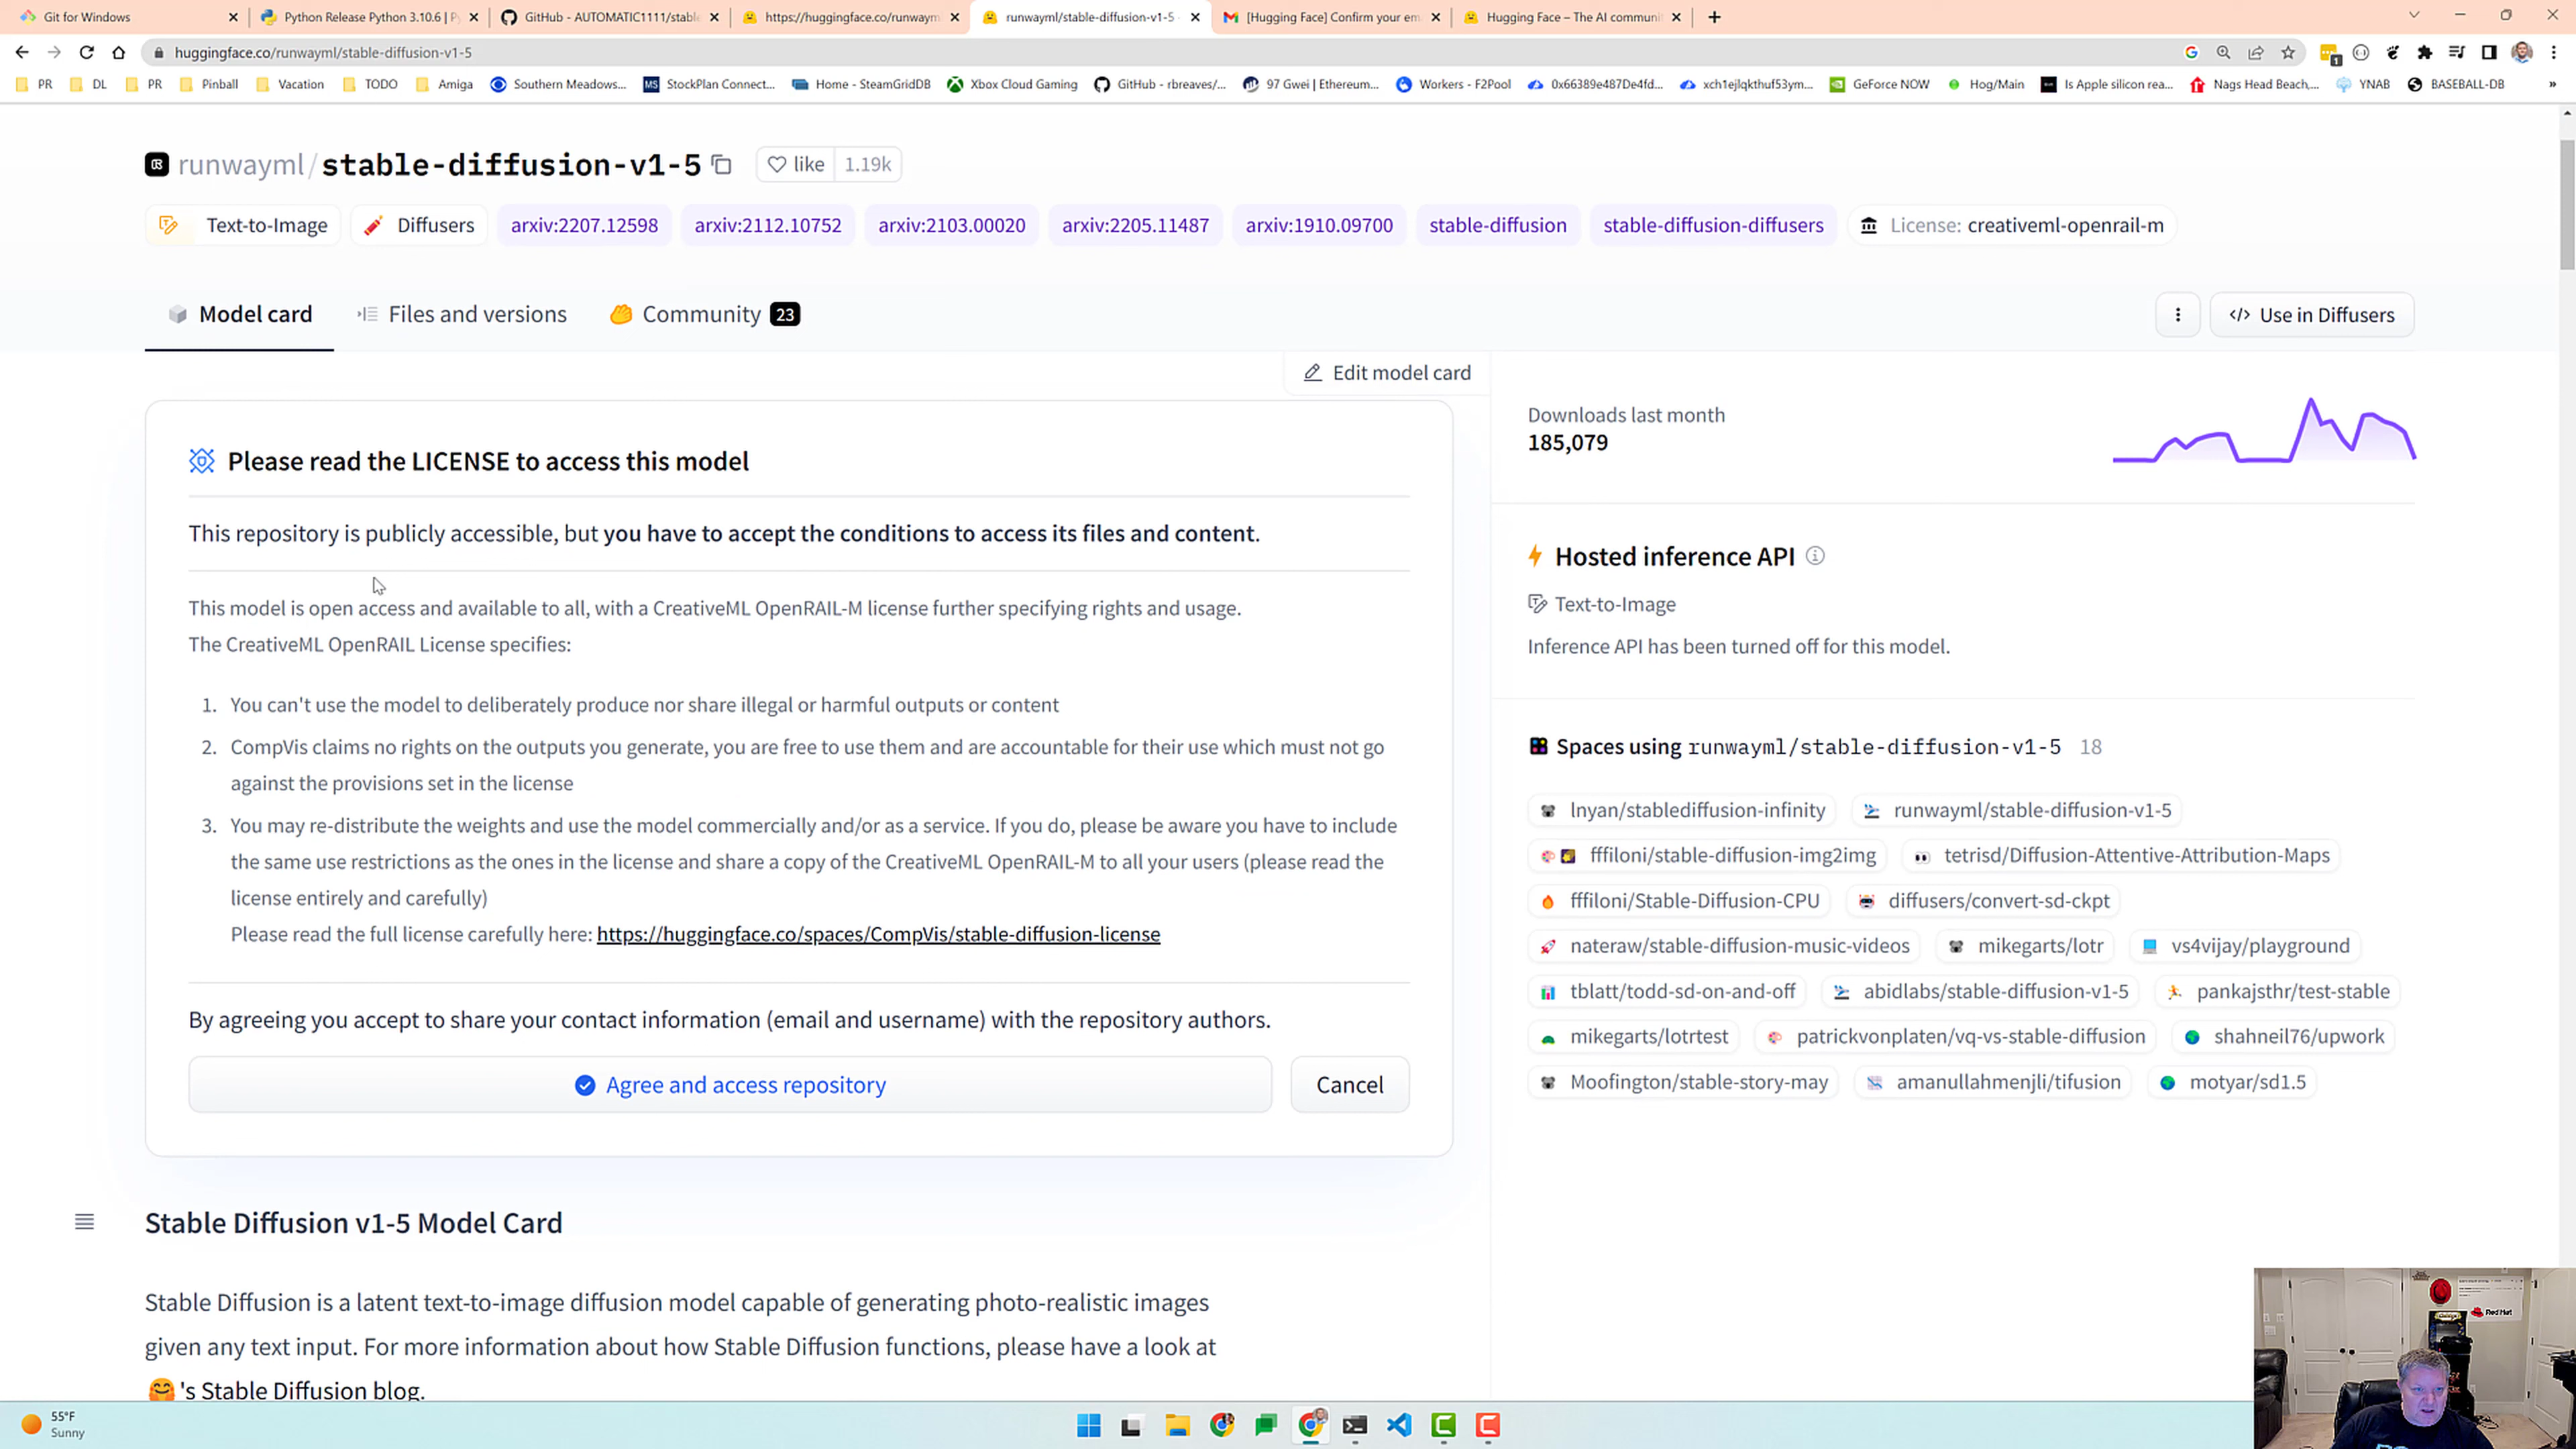 Git for Windows
Python Release Python 3.10.6 | P
GitHub - AUTOMATIC1111/stabl
https://huggingface.co/runwaym
runwayml/stable-diffusion-v1-5
[Hugging Face] Confirm your em
Hugging Face – The AI communit
huggingface.co/runwayml/stable-diffusion-v1-5
PR
DL
PR
Pinball
Vacation
TODO
Amiga
Southern Meadows...
StockPlan Connect...
Home - SteamGridDB
Xbox Cloud Gaming
GitHub - rbreaves/...
97 Gwei | Ethereum...
Workers - F2Pool
0x66389e487De4fd...
xch1ejlqkthuf53ym...
GeForce NOW
Hog/Main
Is Apple silicon rea...
Nags Head Beach,...
YNAB
BASEBALL-DB
»
runwayml/stable-diffusion-v1-5
like 1.19k
Text-to-Image
Diffusers
arxiv:2207.12598
arxiv:2112.10752
arxiv:2103.00020
arxiv:2205.11487
arxiv:1910.09700
stable-diffusion
stable-diffusion-diffusers
License: creativeml-openrail-m
Model card
Files and versions
Community 23
</> Use in Diffusers
Edit model card
Please read the LICENSE to access this model
This repository is publicly accessible, but you have to accept the conditions to access its files and content.
This model is open access and available to all, with a CreativeML OpenRAIL-M license further specifying rights and usage.
The CreativeML OpenRAIL License specifies:
1. You can't use the model to deliberately produce nor share illegal or harmful outputs or content
2. CompVis claims no rights on the outputs you generate, you are free to use them and are accountable for their use which must not go
against the provisions set in the license
3. You may re-distribute the weights and use the model commercially and/or as a service. If you do, please be aware you have to include
the same use restrictions as the ones in the license and share a copy of the CreativeML OpenRAIL-M to all your users (please read the
license entirely and carefully)
Please read the full license carefully here: https://huggingface.co/spaces/CompVis/stable-diffusion-license
By agreeing you accept to share your contact information (email and username) with the repository authors.
Agree and access repository
Cancel
Stable Diffusion v1-5 Model Card
Stable Diffusion is a latent text-to-image diffusion model capable of generating photo-realistic images
given any text input. For more information about how Stable Diffusion functions, please have a look at
's Stable Diffusion blog.
Downloads last month
185,079
Hosted inference API
Text-to-Image
Inference API has been turned off for this model.
Spaces using runwayml/stable-diffusion-v1-5 18
lnyan/stablediffusion-infinity
runwayml/stable-diffusion-v1-5
fffiloni/stable-diffusion-img2img
tetrisd/Diffusion-Attentive-Attribution-Maps
fffiloni/Stable-Diffusion-CPU
diffusers/convert-sd-ckpt
nateraw/stable-diffusion-music-videos
mikegarts/lotr
vs4vijay/playground
tblatt/todd-sd-on-and-off
abidlabs/stable-diffusion-v1-5
pankajsthr/test-stable
mikegarts/lotrtest
patrickvonplaten/vq-vs-stable-diffusion
shahneil76/upwork
Moofington/stable-story-may
amanullahmenjli/tifusion
motyar/sd1.5
Red Hat
55°F
Sunny